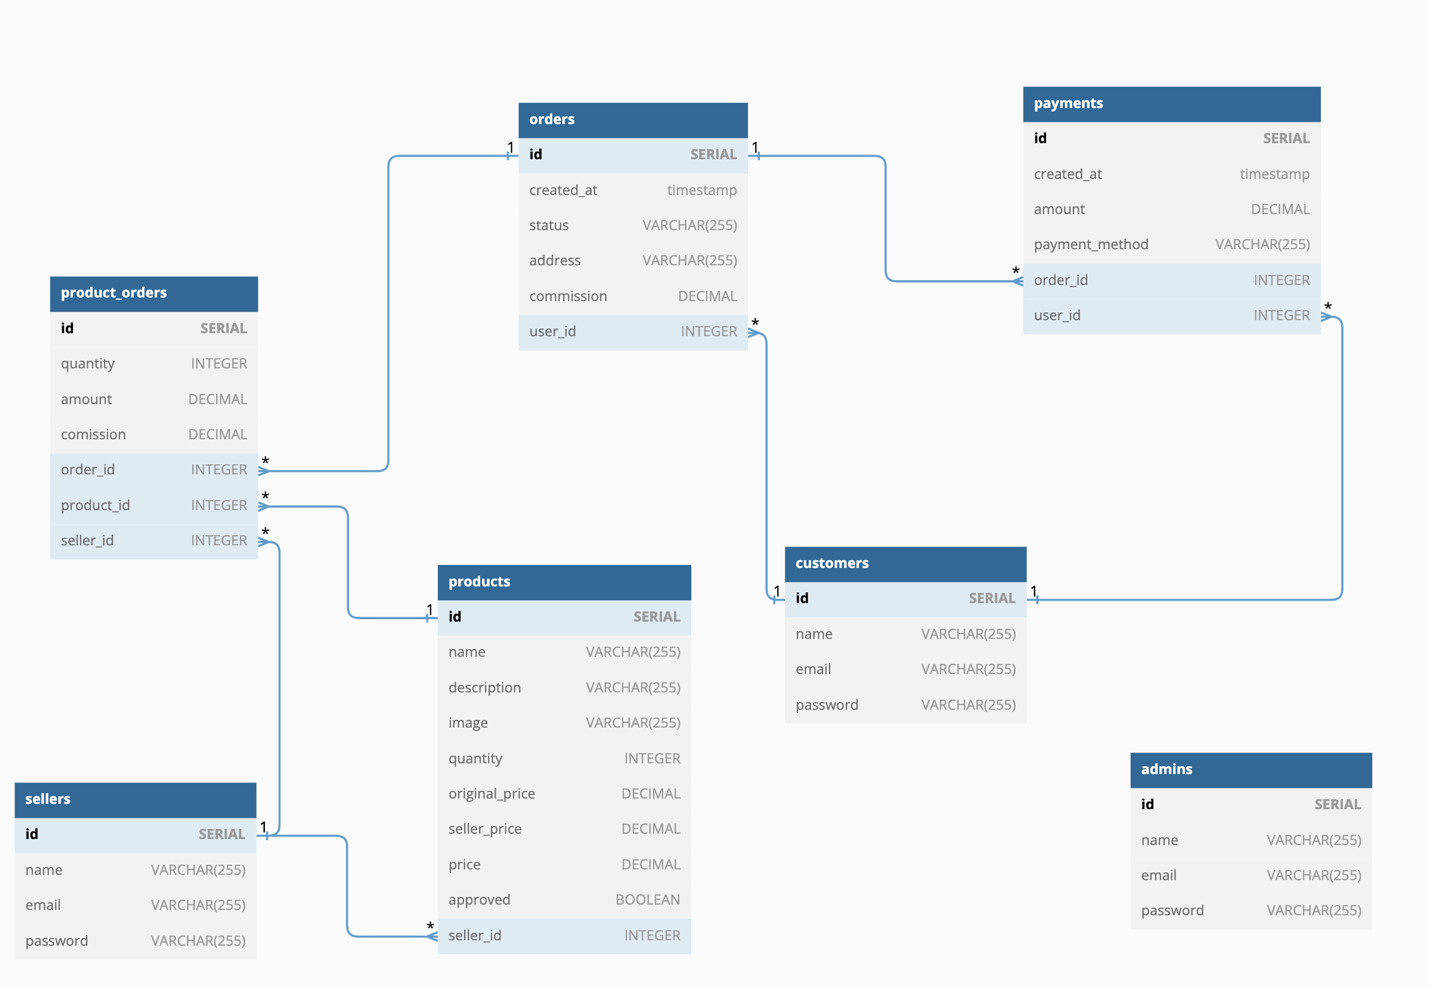 orders
id SERIAL
created_at timestamp
status VARCHAR(255)
address VARCHAR(255)
commission DECIMAL
user_id INTEGER
1
1
*
payments
id SERIAL
created_at timestamp
amount DECIMAL
payment_method VARCHAR(255)
order_id INTEGER
user_id INTEGER
*
*
product_orders
id SERIAL
quantity INTEGER
amount DECIMAL
comission DECIMAL
order_id INTEGER
product_id INTEGER
seller_id INTEGER
*
*
*
products
id SERIAL
name VARCHAR(255)
description VARCHAR(255)
image VARCHAR(255)
quantity INTEGER
original_price DECIMAL
seller_price DECIMAL
price DECIMAL
approved BOOLEAN
seller_id INTEGER
1
*
customers
id SERIAL
name VARCHAR(255)
email VARCHAR(255)
password VARCHAR(255)
1
1
sellers
id SERIAL
name VARCHAR(255)
email VARCHAR(255)
password VARCHAR(255)
1
admins
id SERIAL
name VARCHAR(255)
email VARCHAR(255)
password VARCHAR(255)